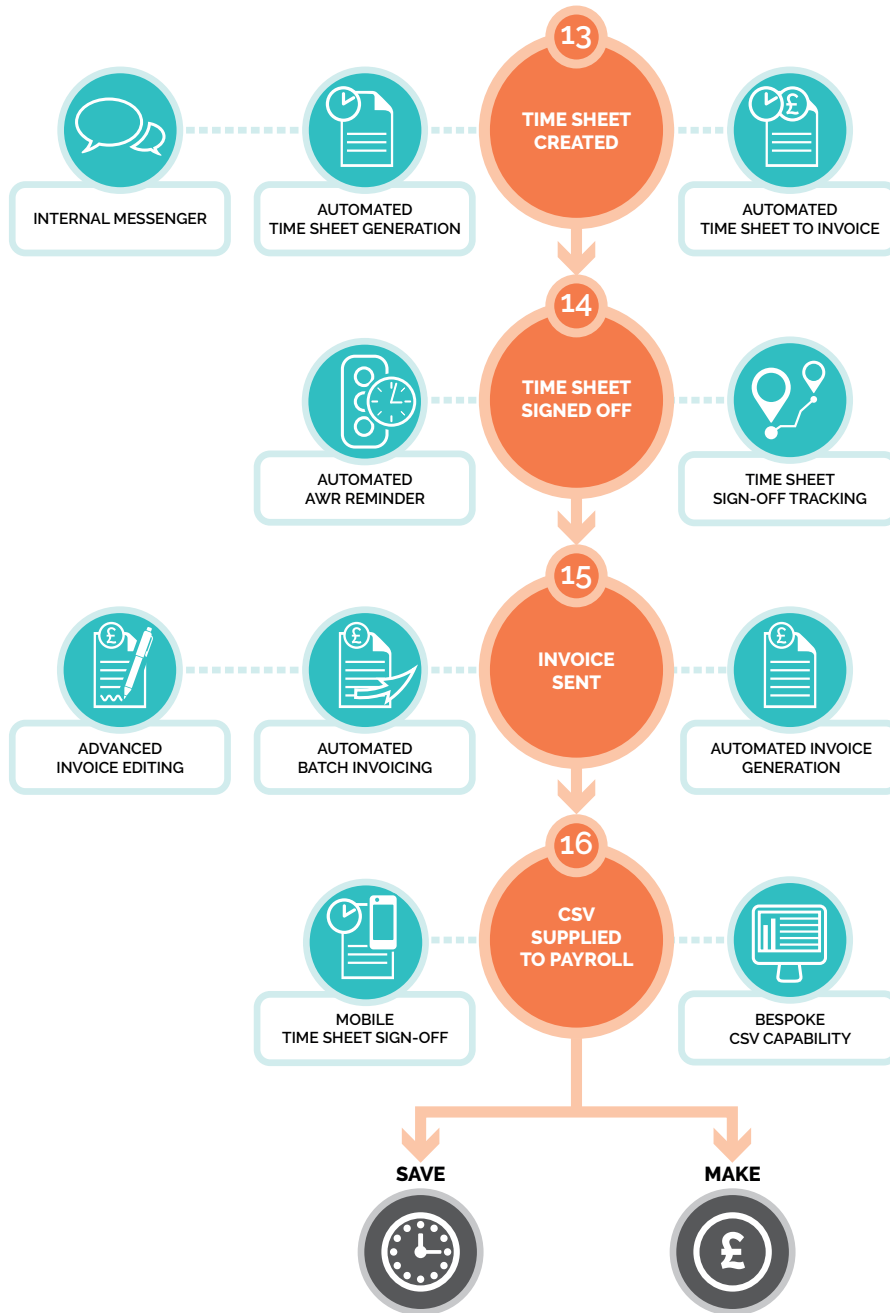 13
TIME SHEET
CREATED
£
INTERNAL MESSENGER
AUTOMATED
TIME SHEET GENERATION
AUTOMATED
TIME SHEET TO INVOICE
14
TIME SHEET
SIGNED OFF
AUTOMATED
AWR REMINDER
TIME SHEET
SIGN-OFF TRACKING
15
INVOICE
SENT
£
£
£
ADVANCED
INVOICE EDITING
AUTOMATED
BATCH INVOICING
AUTOMATED INVOICE
GENERATION
16
CSV
SUPPLIED
TO PAYROLL
MOBILE
TIME SHEET SIGN-OFF
BESPOKE
CSV CAPABILITY
SAVE
MAKE
£